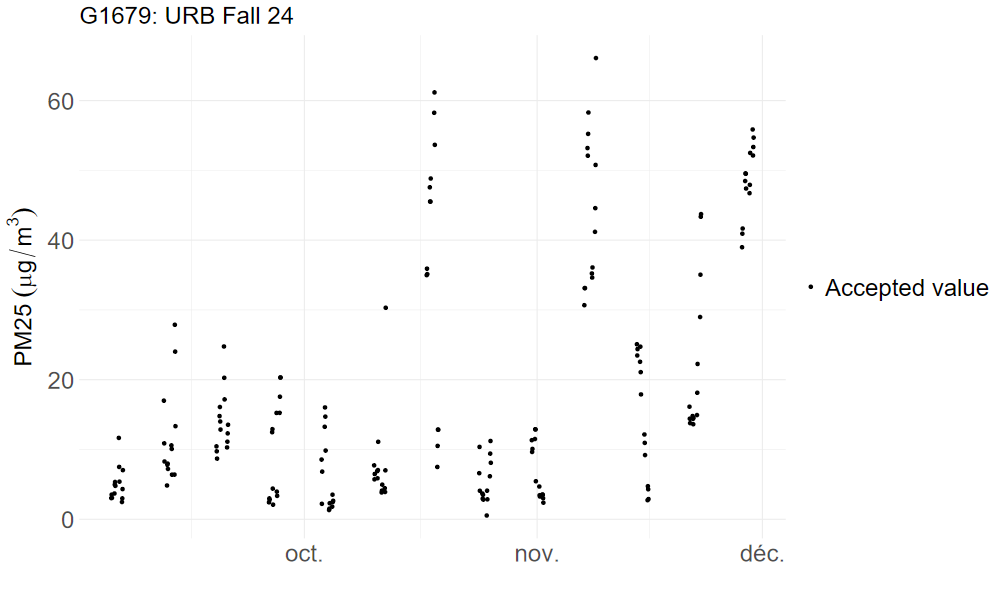 G1679: URB Fall 24
PM25 (μg/m³)
60
40
20
0
oct.
nov.
déc.
Accepted value